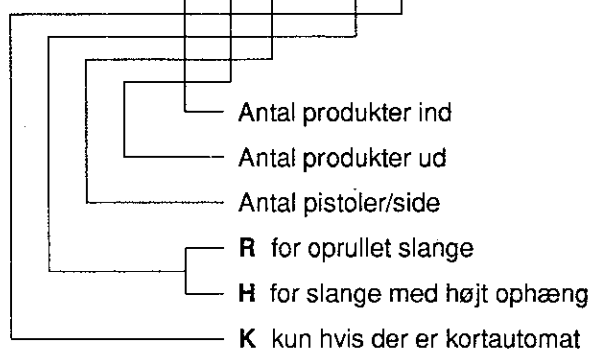 Antal produkter ind
Antal produkter ud
Antal pistoler/side
R for oprullet slange
H for slange med højt ophæng
K kun hvis der er kortautomat